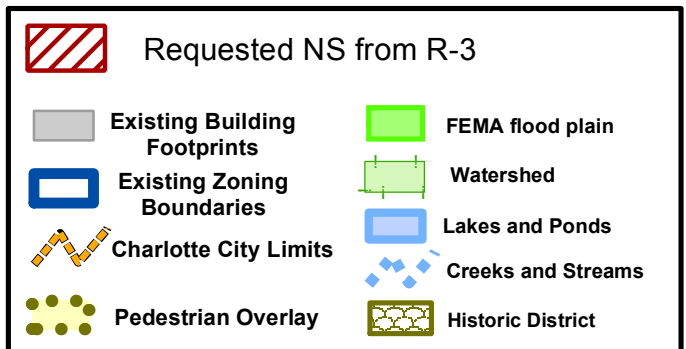 Requested NS from R-3
Existing Building
Footprints
Existing Zoning
Boundaries
Charlotte City Limits
Pedestrian Overlay
FEMA flood plain
Watershed
Lakes and Ponds
Creeks and Streams
Historic District